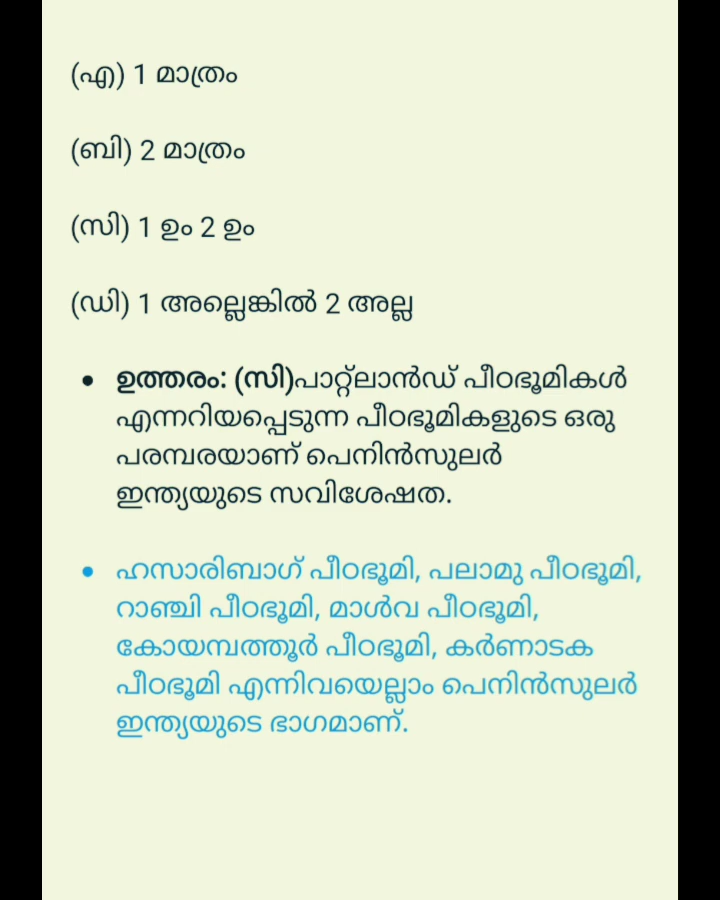 (എ) 1 മാത്രം
(ബി) 2 മാത്രം
(സി) 1 ഉം 2 ഉം
(ഡി) 1 അല്ലെങ്കിൽ 2 അല്ല
• ഉത്തരം: (സി)പാറ്റ്ലാൻഡ് പീഠഭൂമികൾ
എന്നറിയപ്പെടുന്ന പീഠഭൂമികളുടെ ഒരു
പരമ്പരയാണ് പെനിൻസുലർ
ഇന്ത്യയുടെ സവിശേഷത.
• ഹസാരിബാഗ് പീഠഭൂമി, പലാമു പീഠഭൂമി,
റാഞ്ചി പീഠഭൂമി, മാൾവ പീഠഭൂമി,
കോയമ്പത്തൂർ പീഠഭൂമി, കർണാടക
പീഠഭൂമി എന്നിവയെല്ലാം പെനിൻസുലർ
ഇന്ത്യയുടെ ഭാഗമാണ്.